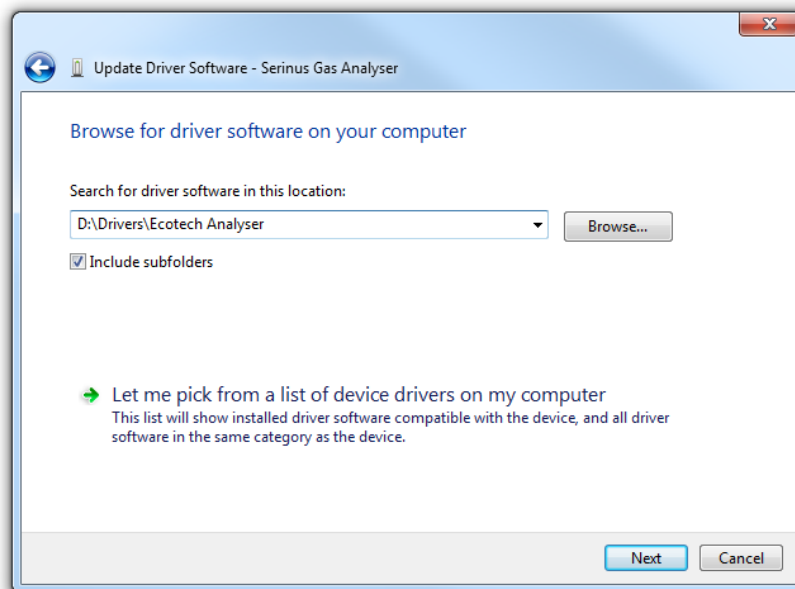 Update Driver Software - Serinus Gas Analyser
Browse for driver software on your computer
Search for driver software in this location:
D:\Drivers\Ecotech Analyser
Browse...
Include subfolders
Let me pick from a list of device drivers on my computer
This list will show installed driver software compatible with the device, and all driver
software in the same category as the device.
Next
Cancel